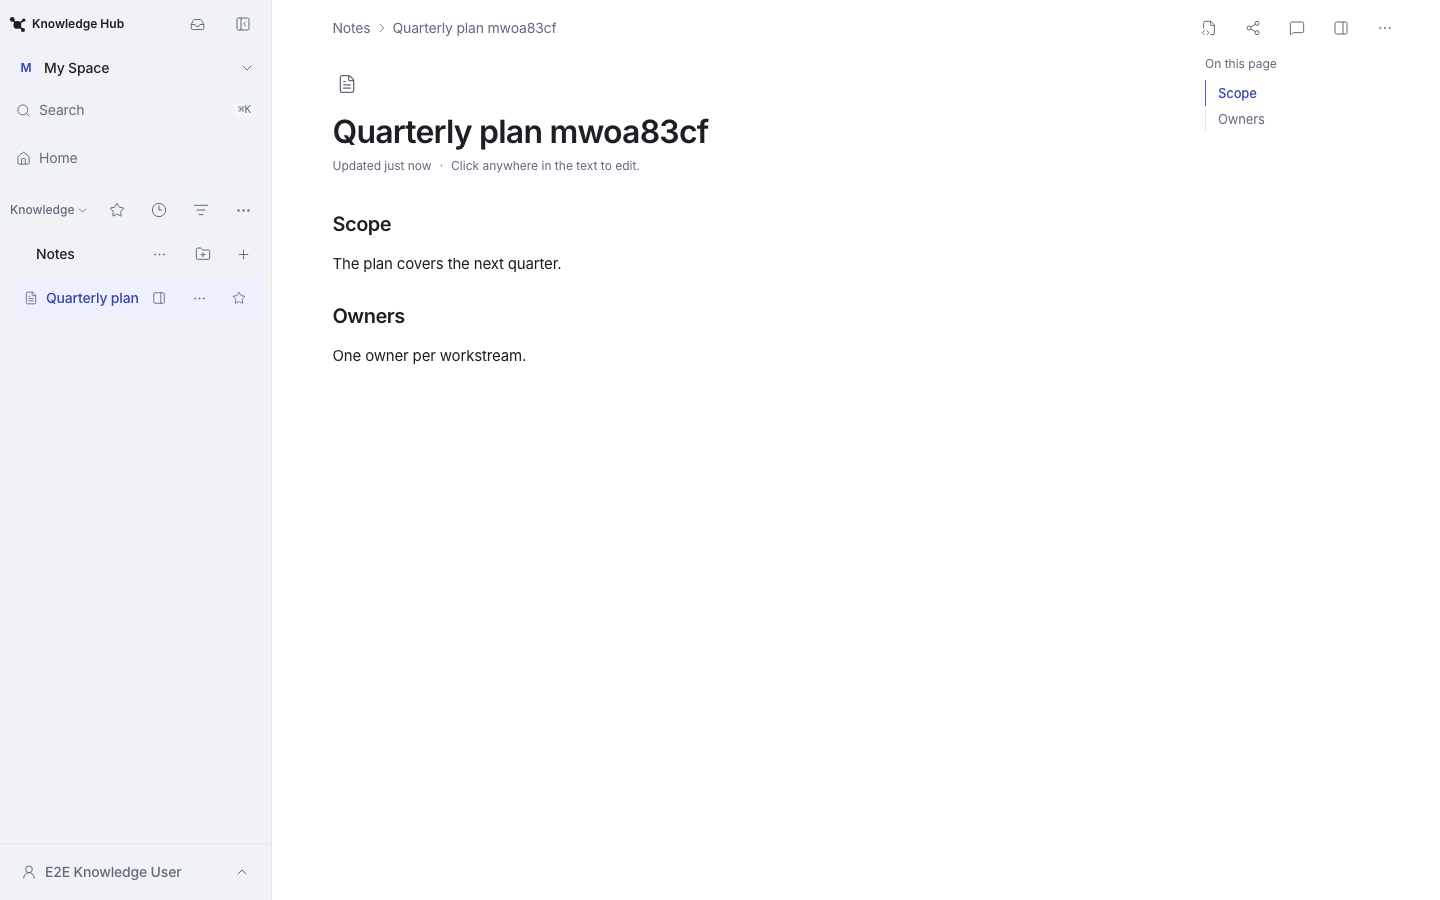 Knowledge Hub
M My Space
Search ⌘K
Home
Knowledge
Notes
Quarterly plan
E2E Knowledge User
Notes > Quarterly plan mwoa83cf
Quarterly plan mwoa83cf
Updated just now · Click anywhere in the text to edit.
Scope
The plan covers the next quarter.
Owners
One owner per workstream.
On this page
Scope
Owners